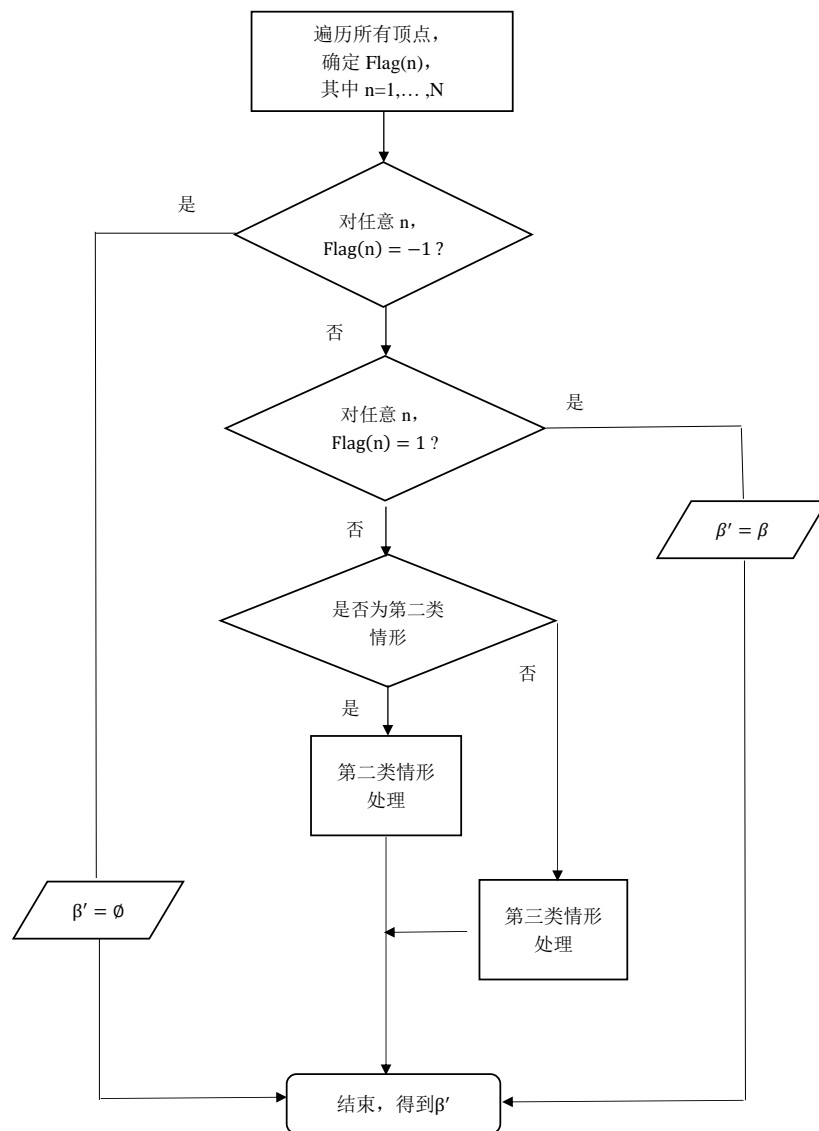 遍历所有顶点，
确定 Flag(n)，
其中 n=1,… ,N
是
对任意 n，
Flag(n) = −1 ?
否
对任意 n，
Flag(n) = 1 ?
是
β′ = β
否
是否为第二类
情形
否
是
第二类情形
处理
β′ = ∅
第三类情形
处理
结束，得到β′